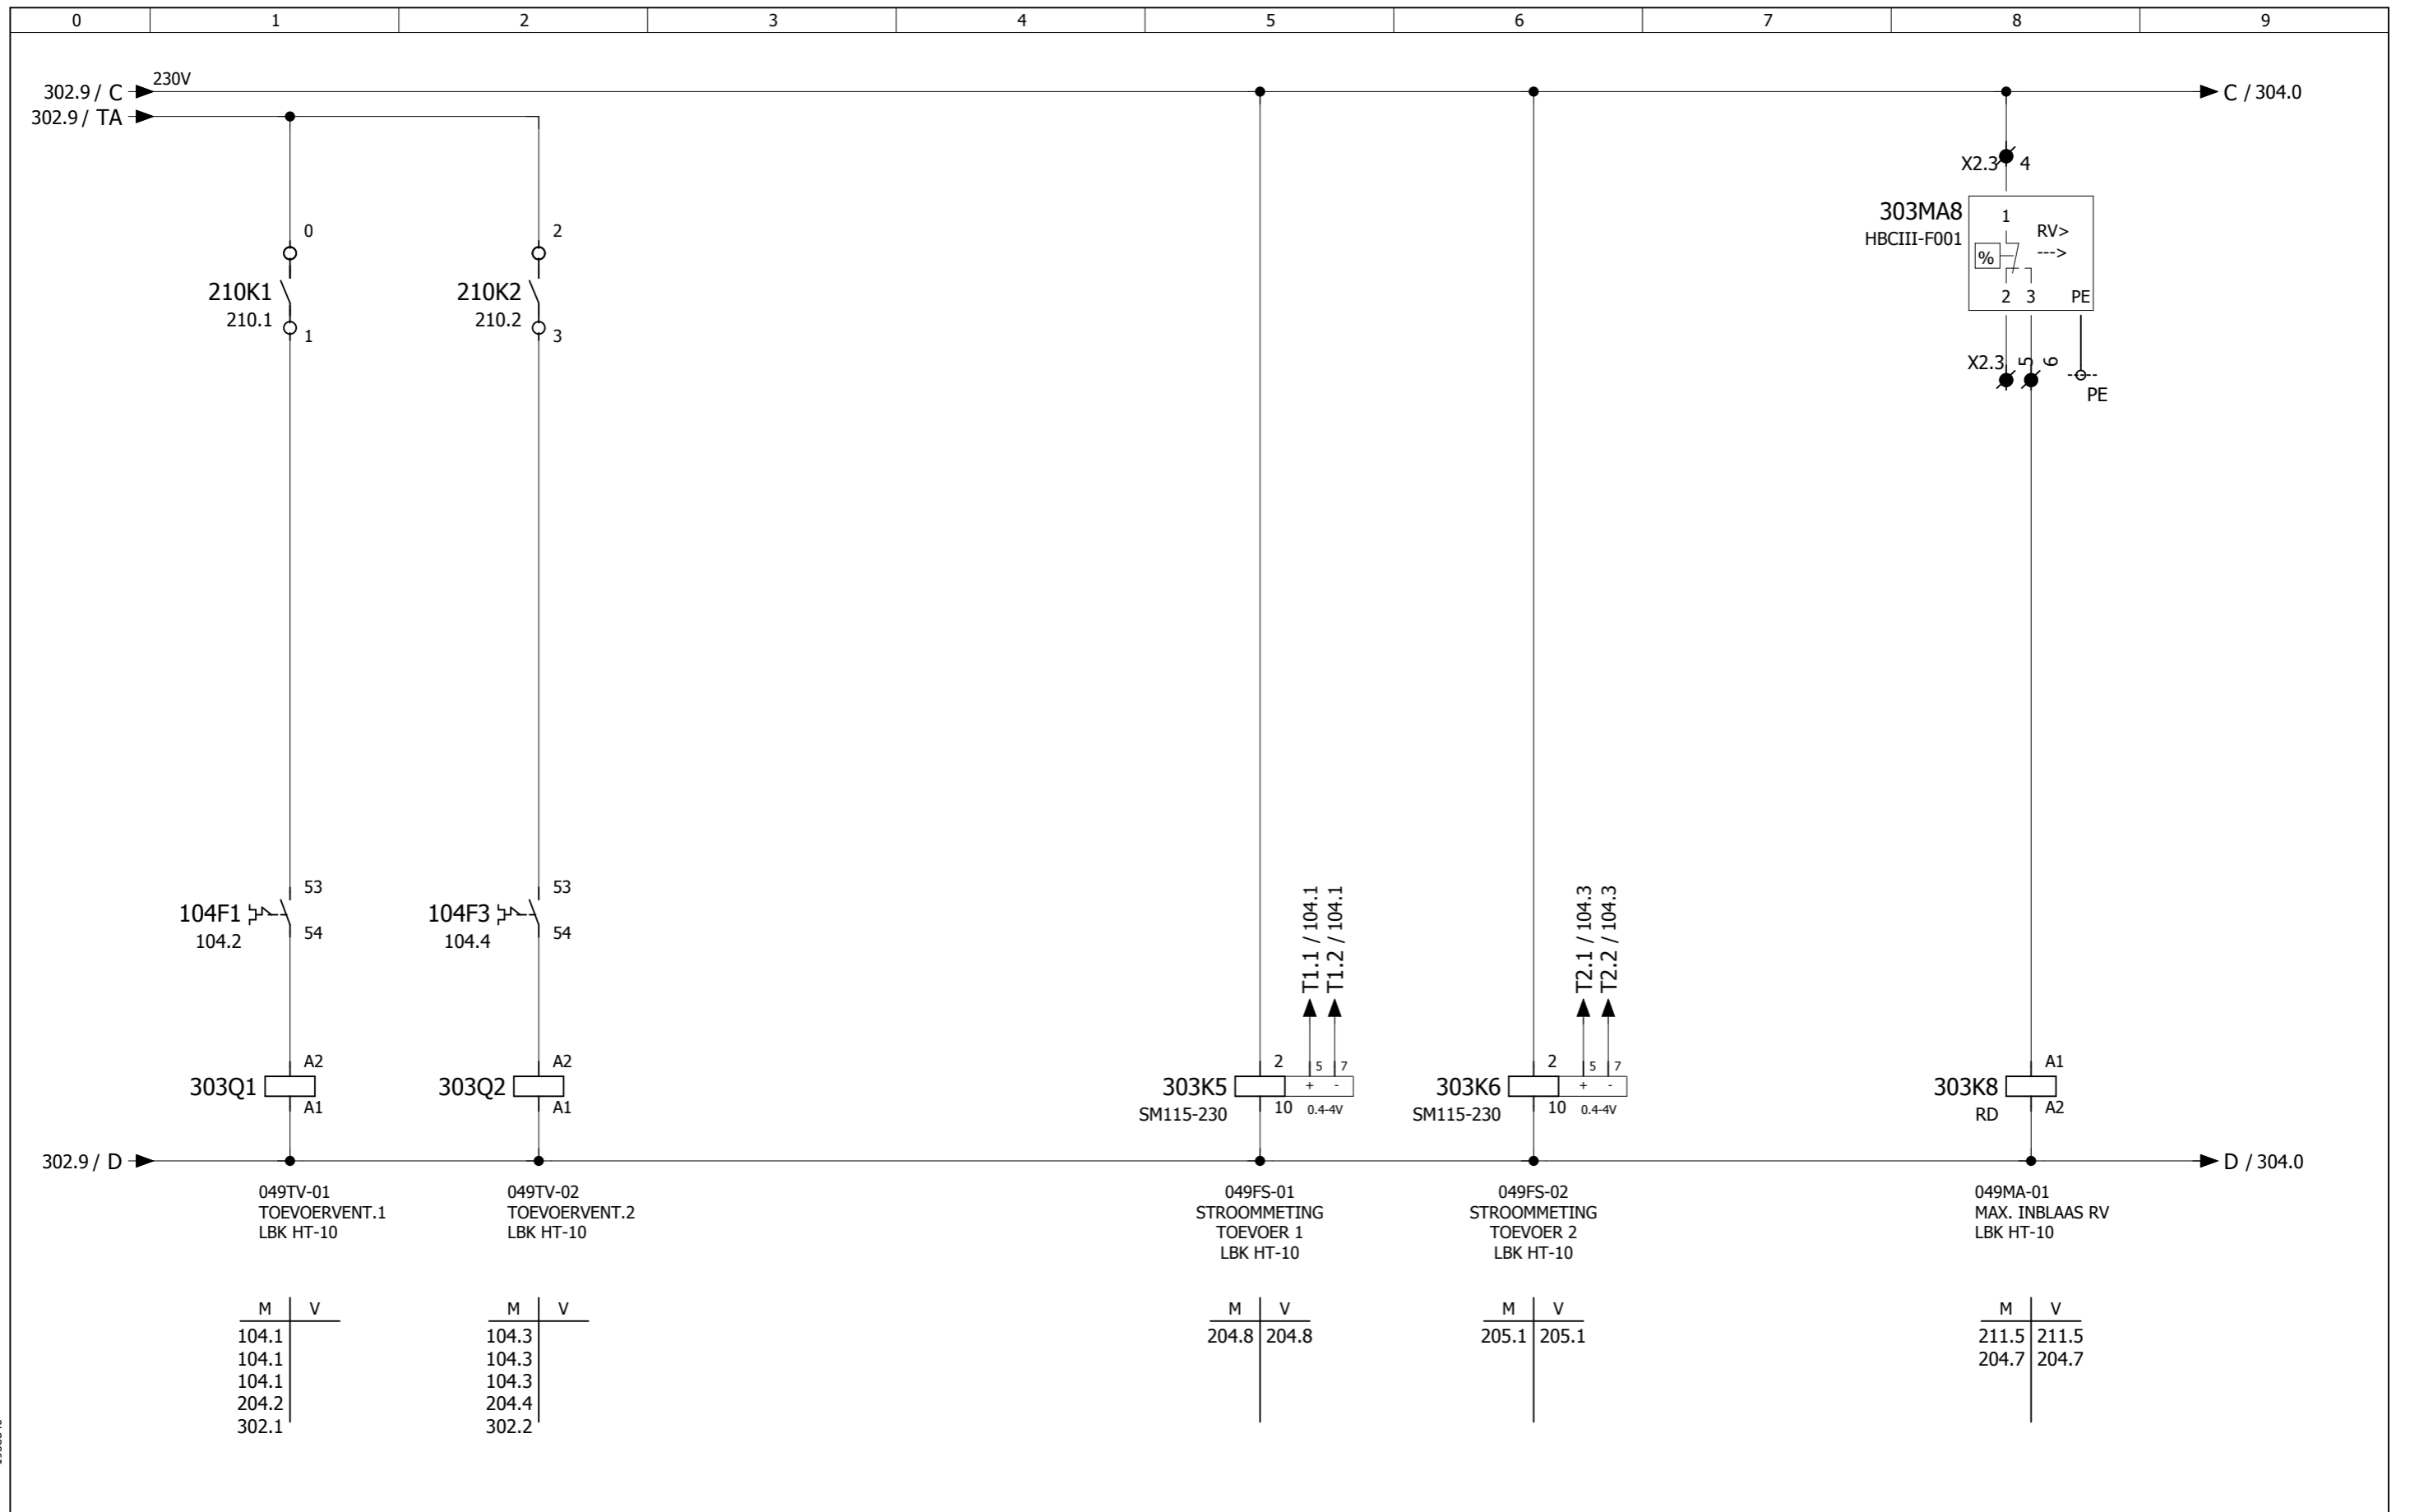 0 1 2 3 4 5 6 7 8 9
302.9 / C 230V C / 304.0
302.9 / TA
X2.3 4
303MA8
HBCIII-F001
1
RV>
--->
%
2 3 PE
X2.3 5 6
PE
0
210K1
210.1
1
2
210K2
210.2
3
53
104F1
104.2
54
53
104F3
104.4
54
T1.1 / 104.1
T1.2 / 104.1
T2.1 / 104.3
T2.2 / 104.3
A2
303Q1
A1
A2
303Q2
A1
2 5 7
303K5 + -
SM115-230 10 0.4-4V
2 5 7
303K6 + -
SM115-230 10 0.4-4V
A1
303K8
RD A2
302.9 / D D / 304.0
049TV-01
TOEVOERVENT.1
LBK HT-10
049TV-02
TOEVOERVENT.2
LBK HT-10
049FS-01
STROOMMETING
TOEVOER 1
LBK HT-10
049FS-02
STROOMMETING
TOEVOER 2
LBK HT-10
049MA-01
MAX. INBLAAS RV
LBK HT-10
M V
104.1
104.1
104.1
204.2
302.1
M V
104.3
104.3
104.3
204.4
302.2
M V
204.8 204.8
M V
205.1 205.1
M V
211.5 211.5
204.7 204.7